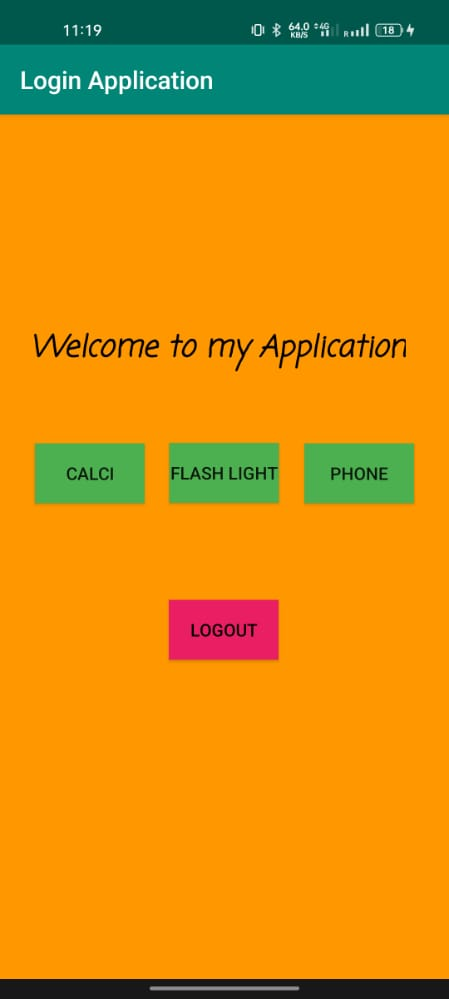 11:19 64.0 KB/S 4G R 18
Login Application
Welcome to my Application
CALCI FLASH LIGHT PHONE
LOGOUT